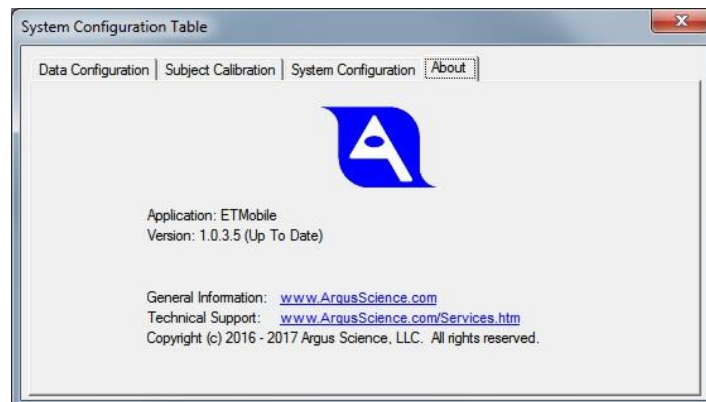 System Configuration Table
Data Configuration Subject Calibration System Configuration About
Application: ETMobile
Version: 1.0.3.5 (Up To Date)
General Information: www.ArgusScience.com
Technical Support: www.ArgusScience.com/Services.htm
Copyright (c) 2016 - 2017 Argus Science, LLC. All rights reserved.